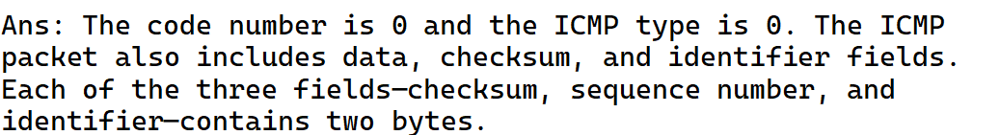 Ans: The code number is 0 and the ICMP type is 0. The ICMP
packet also includes data, checksum, and identifier fields.
Each of the three fields—checksum, sequence number, and
identifier—contains two bytes.